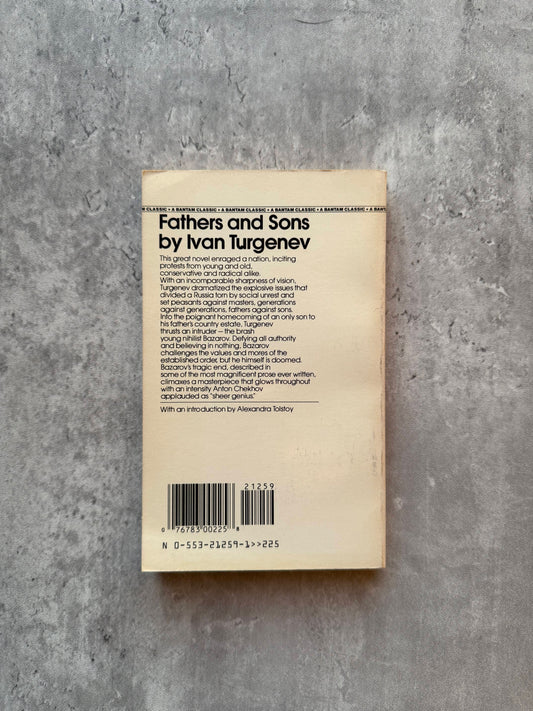 AM CLASSIC • A BANTAM CLASSIC • A BANTAM CLASSIC • A BANTAM CLASSIC • A BANTAM
Fathers and Sons
by Ivan Turgenev
This great novel enraged a nation, inciting
protests from young and old,
conservative and radical alike.
With an incomparable sharpness of vision,
Turgenev dramatized the explosive issues that
divided a Russia torn by social unrest and
set peasants against masters, generations
against generations, fathers against sons.
Into the poignant homecoming of an only son to
his father's country estate, Turgenev
thrusts an intruder — the brash
young nihilist Bazarov. Defying all authority
and believing in nothing, Bazarov
challenges the values and mores of the
established order, but he himself is doomed.
Bazarov's tragic end, described in
some of the most magnificent prose ever written,
climaxes a masterpiece that glows throughout
with an intensity Anton Chekhov
applauded as "sheer genius."
With an introduction by Alexandra Tolstoy
21259
0 76783 00225 8
N 0-553-21259-1>>225